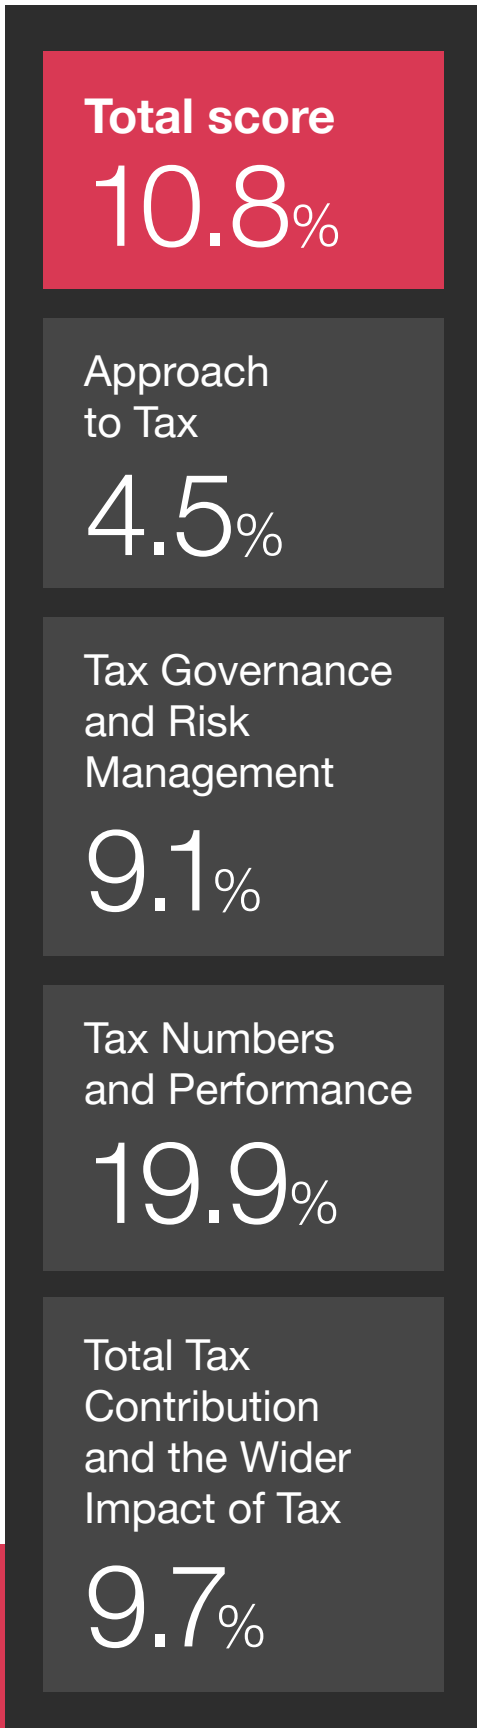 Total score
10.8%
Approach
to Tax
4.5%
Tax Governance
and Risk
Management
9.1%
Tax Numbers
and Performance
19.9%
Total Tax
Contribution
and the Wider
Impact of Tax
9.7%